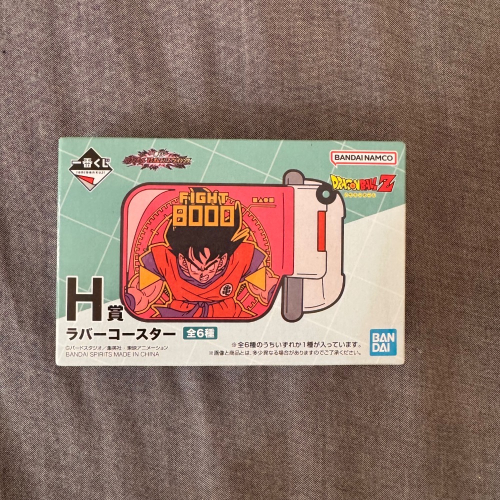 一番くじ
BANDAI NAMCO
DRAGON BALL Z
FIGHT
8000
H賞
ラバーコースター 全6種
©バードスタジオ/集英社・東映アニメーション
BANDAI SPIRITS MADE IN CHINA
※全6種のうちいずれか1種が入っています。
※画像と商品とは、多少異なる場合がありますのでご了承ください。
BAN
DAI